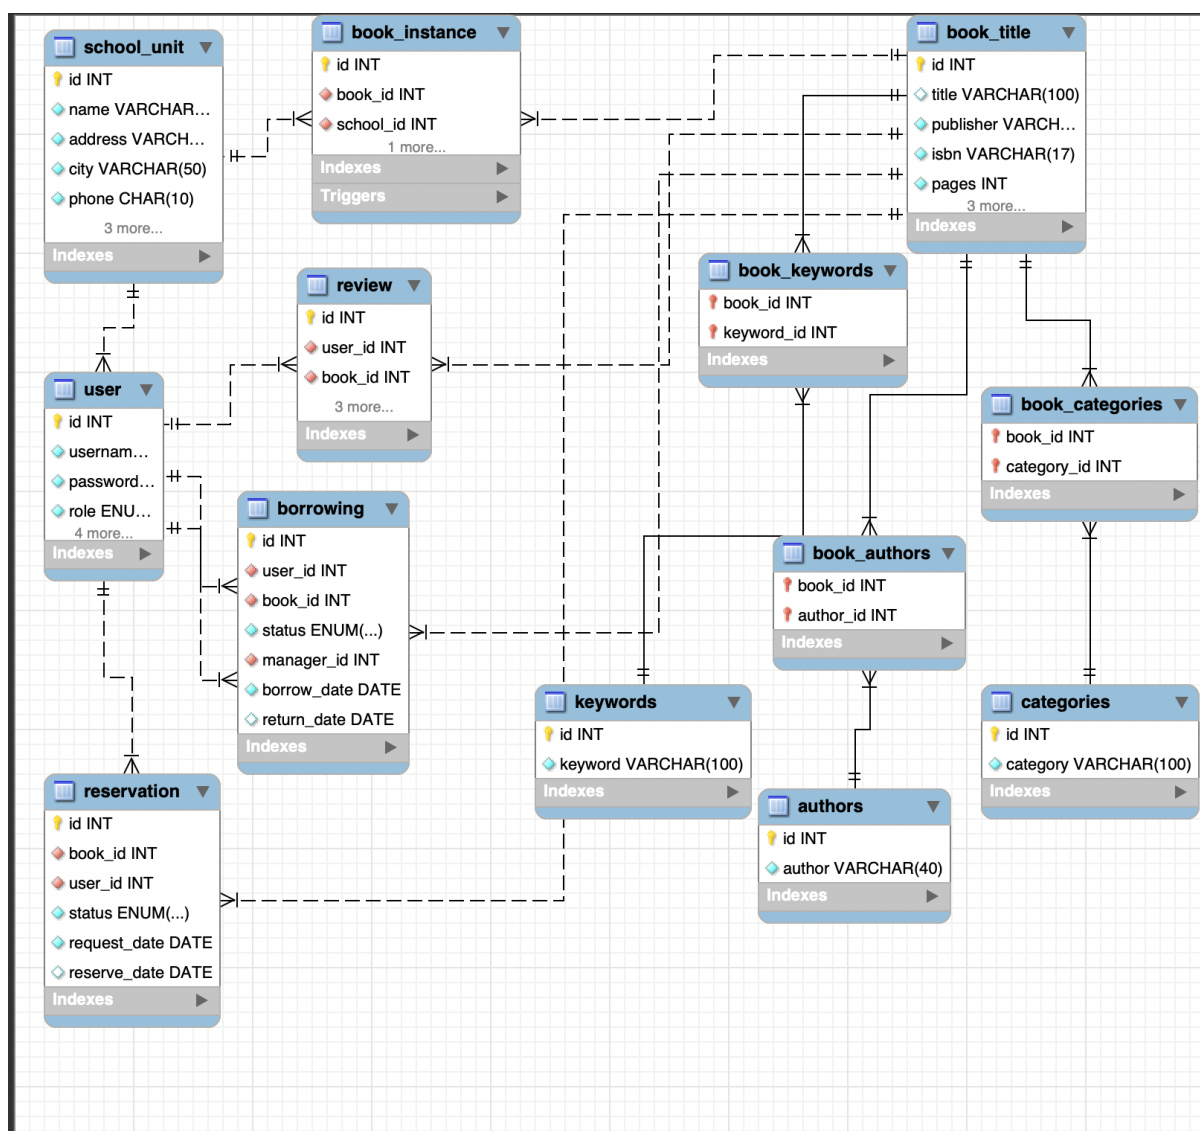 school_unit
id INT
name VARCHAR...
address VARCH...
city VARCHAR(50)
phone CHAR(10)
3 more...
Indexes
book_instance
id INT
book_id INT
school_id INT
1 more...
Indexes
Triggers
book_title
id INT
title VARCHAR(100)
publisher VARCH...
isbn VARCHAR(17)
pages INT
3 more...
Indexes
review
id INT
user_id INT
book_id INT
3 more...
Indexes
book_keywords
book_id INT
keyword_id INT
Indexes
user
id INT
usernam...
password...
role ENU...
4 more...
Indexes
book_categories
book_id INT
category_id INT
Indexes
borrowing
id INT
user_id INT
book_id INT
status ENUM(...)
manager_id INT
borrow_date DATE
return_date DATE
Indexes
book_authors
book_id INT
author_id INT
Indexes
keywords
id INT
keyword VARCHAR(100)
Indexes
categories
id INT
category VARCHAR(100)
Indexes
reservation
id INT
book_id INT
user_id INT
status ENUM(...)
request_date DATE
reserve_date DATE
Indexes
authors
id INT
author VARCHAR(40)
Indexes